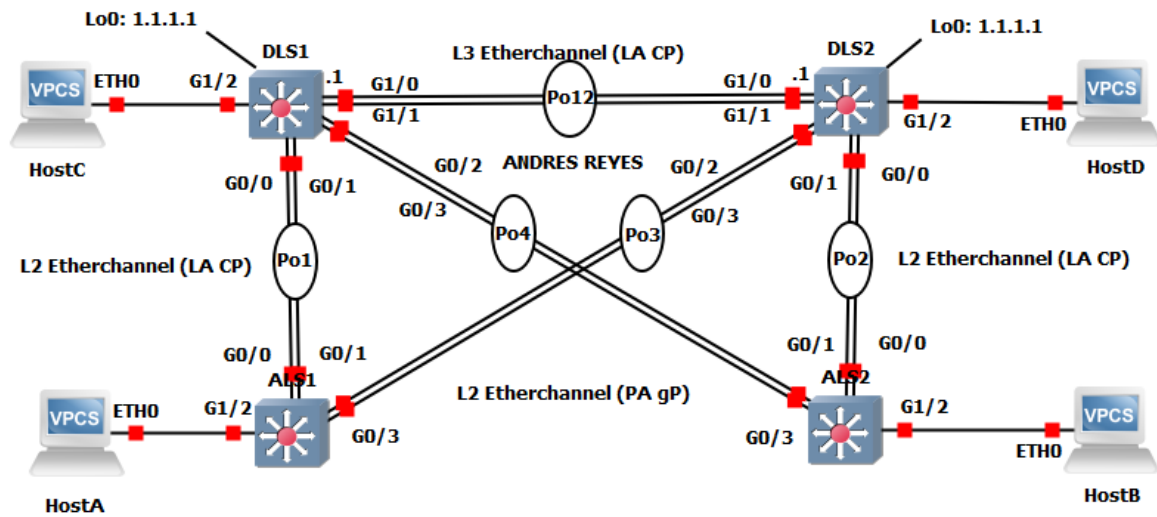 Lo0: 1.1.1.1
Lo0: 1.1.1.1
DLS1
L3 Etherchannel (LA CP)
DLS2
VPCS
ETH0
G1/2
.1
G1/0
G1/1
Po12
G1/0
G1/1
.1
G1/2
ETH0
VPCS
HostC
ANDRES REYES
HostD
G0/0
G0/1
G0/2
G0/3
G0/2
G0/3
G0/1
G0/0
Po4
Po3
L2 Etherchannel (LA CP)
Po1
Po2
L2 Etherchannel (LA CP)
G0/0
G0/1
G0/1
G0/0
ALS1
L2 Etherchannel (PA gP)
ALS2
VPCS
ETH0
G1/2
G0/3
G0/3
G1/2
ETH0
VPCS
HostA
HostB